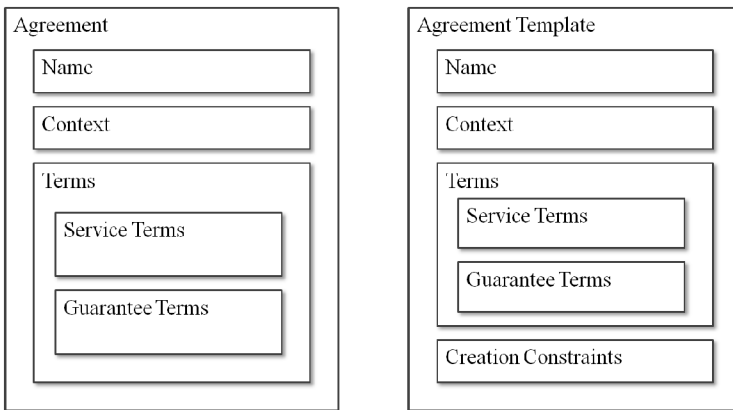 Agreement
Name
Context
Terms
Service Terms
Guarantee Terms
Agreement Template
Name
Context
Terms
Service Terms
Guarantee Terms
Creation Constraints